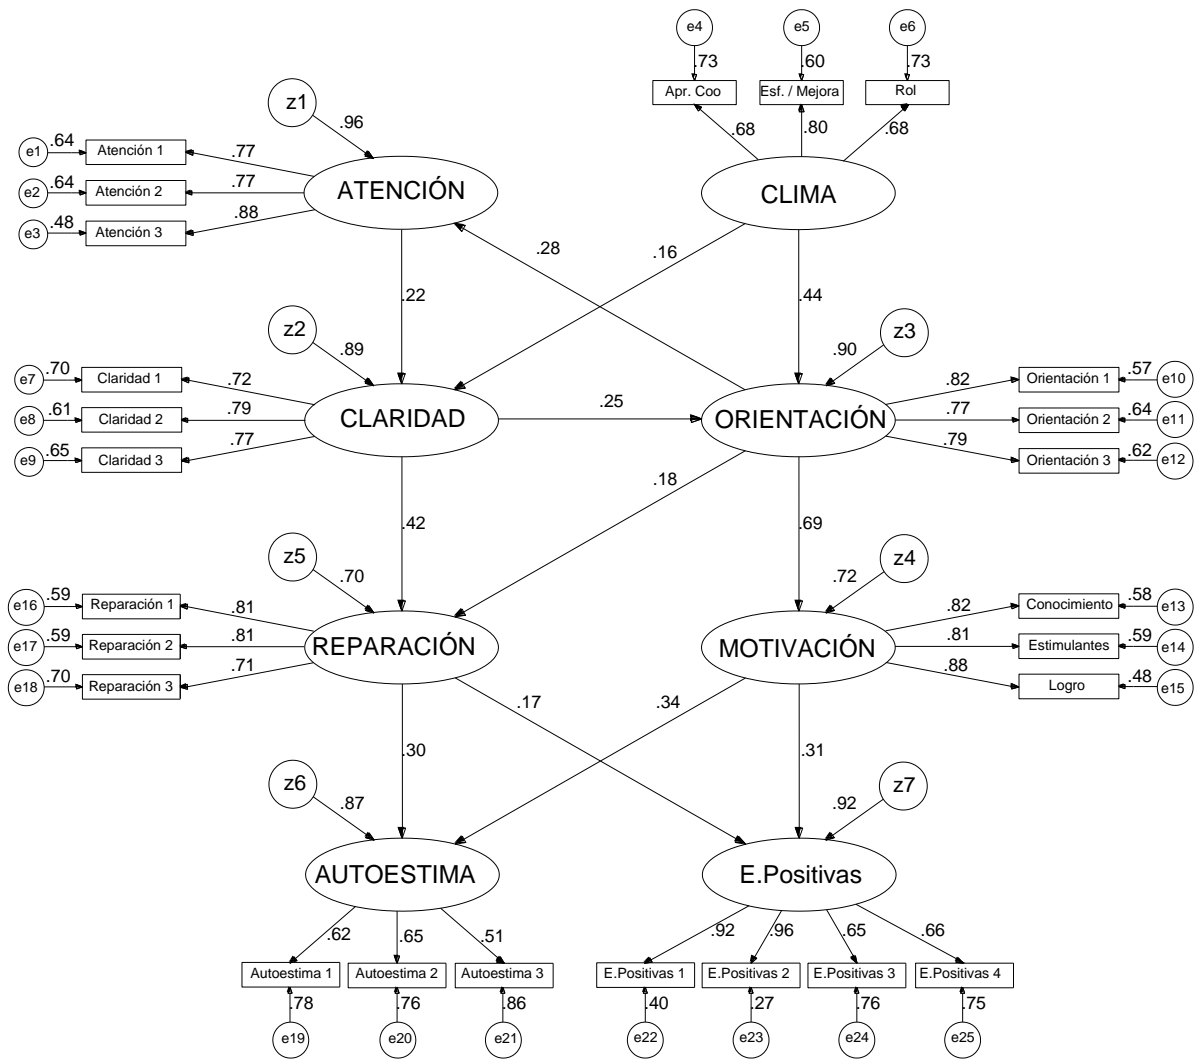 e4 e5 e6
.73 .60 .73
Apr. Coo Esf. / Mejora Rol
z1
.96 .68 .80 .68
e1 .64 Atención 1 .77
e2 .64 Atención 2 .77 ATENCIÓN CLIMA
e3 .48 Atención 3 .88
.28 .16
.22 .44
z2 z3
.89 .90
e7 .70 Claridad 1 .72 .82 Orientación 1 .57 e10
e8 .61 Claridad 2 .79 CLARIDAD .25 ORIENTACIÓN .77 Orientación 2 .64 e11
e9 .65 Claridad 3 .77 .79 Orientación 3 .62 e12
.18
.42 .69
z5 z4
.70 .72
e16 .59 Reparación 1 .81 .82 Conocimiento .58 e13
e17 .59 Reparación 2 .81 REPARACIÓN MOTIVACIÓN .81 Estimulantes .59 e14
e18 .70 Reparación 3 .71 .88 Logro .48 e15
.17 .34
.30 .31
z6 z7
.87 .92
AUTOESTIMA E.Positivas
.62 .65 .51 .92 .96 .65 .66
Autoestima 1 Autoestima 2 Autoestima 3 E.Positivas 1 E.Positivas 2 E.Positivas 3 E.Positivas 4
.78 .76 .86 .40 .27 .76 .75
e19 e20 e21 e22 e23 e24 e25